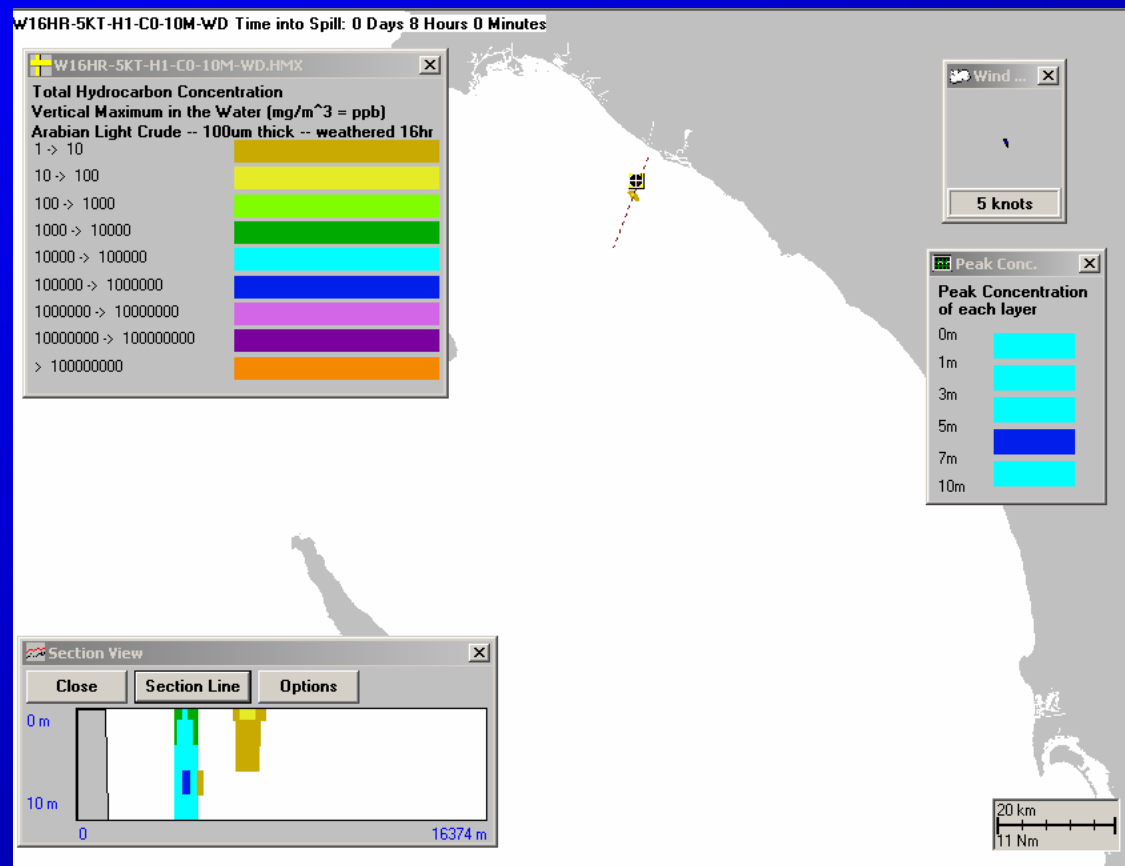 W16HR-5KT-H1-C0-10M-WD Time into Spill: 0 Days 8 Hours 0 Minutes
W16HR-5KT-H1-C0-10M-WD.HMX
Total Hydrocarbon Concentration
Vertical Maximum in the Water (mg/m^3 = ppb)
Arabian Light Crude -- 100um thick -- weathered 16hr
1 -> 10
10 -> 100
100 -> 1000
1000 -> 10000
10000 -> 100000
100000 -> 1000000
1000000 -> 10000000
10000000 -> 100000000
> 100000000
Wind ...
5 knots
Peak Conc.
Peak Concentration
of each layer
0m
1m
3m
5m
7m
10m
Section View
Close Section Line Options
0 m
10 m
0 16374 m
20 km
11 Nm